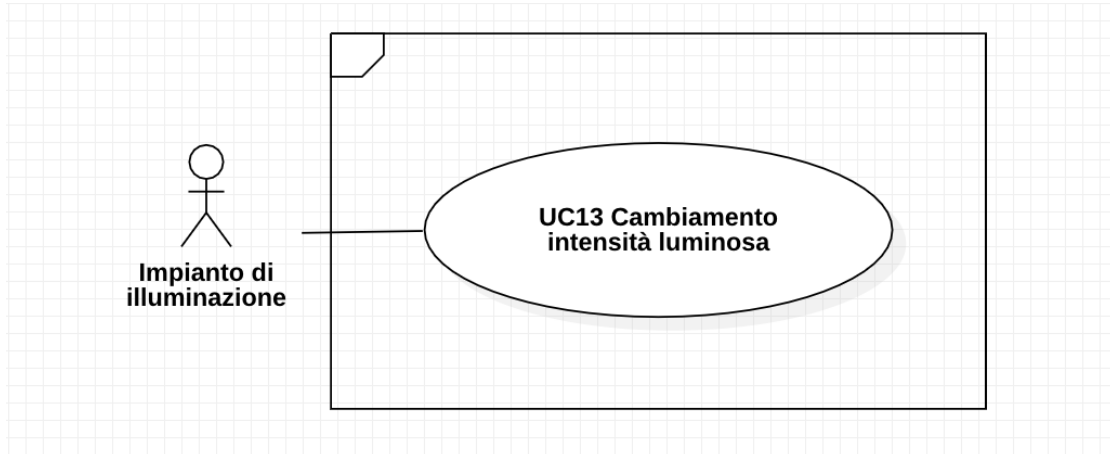 UC13 Cambiamento
intensità luminosa
Impianto di
illuminazione